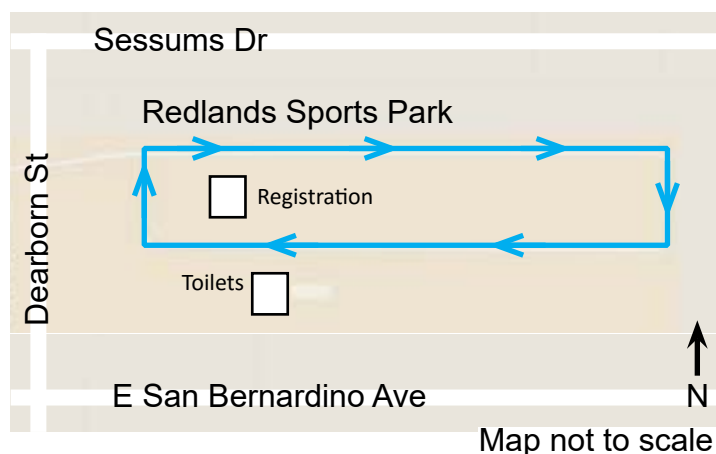 Sessums Dr
Redlands Sports Park
Dearborn St
Registration
Toilets
E San Bernardino Ave
N
Map not to scale